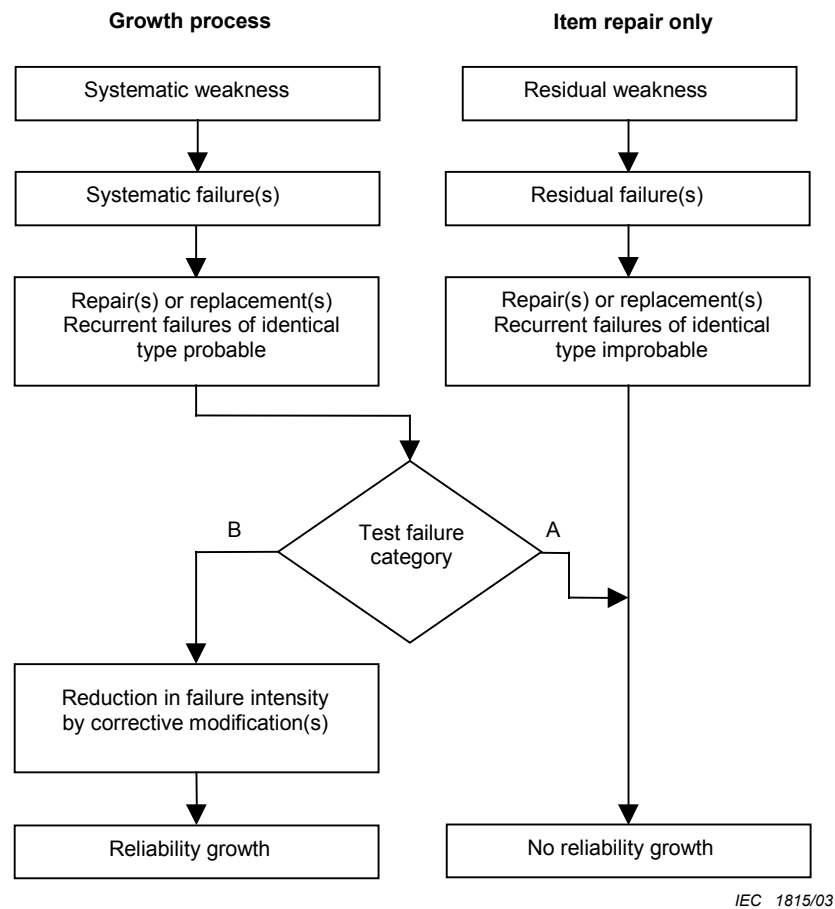 Growth process
Item repair only
Systematic weakness
Residual weakness
Systematic failure(s)
Residual failure(s)
Repair(s) or replacement(s)
Recurrent failures of identical
type probable
Repair(s) or replacement(s)
Recurrent failures of identical
type improbable
B
Test failure
category
A
Reduction in failure intensity
by corrective modification(s)
Reliability growth
No reliability growth
IEC 1815/03